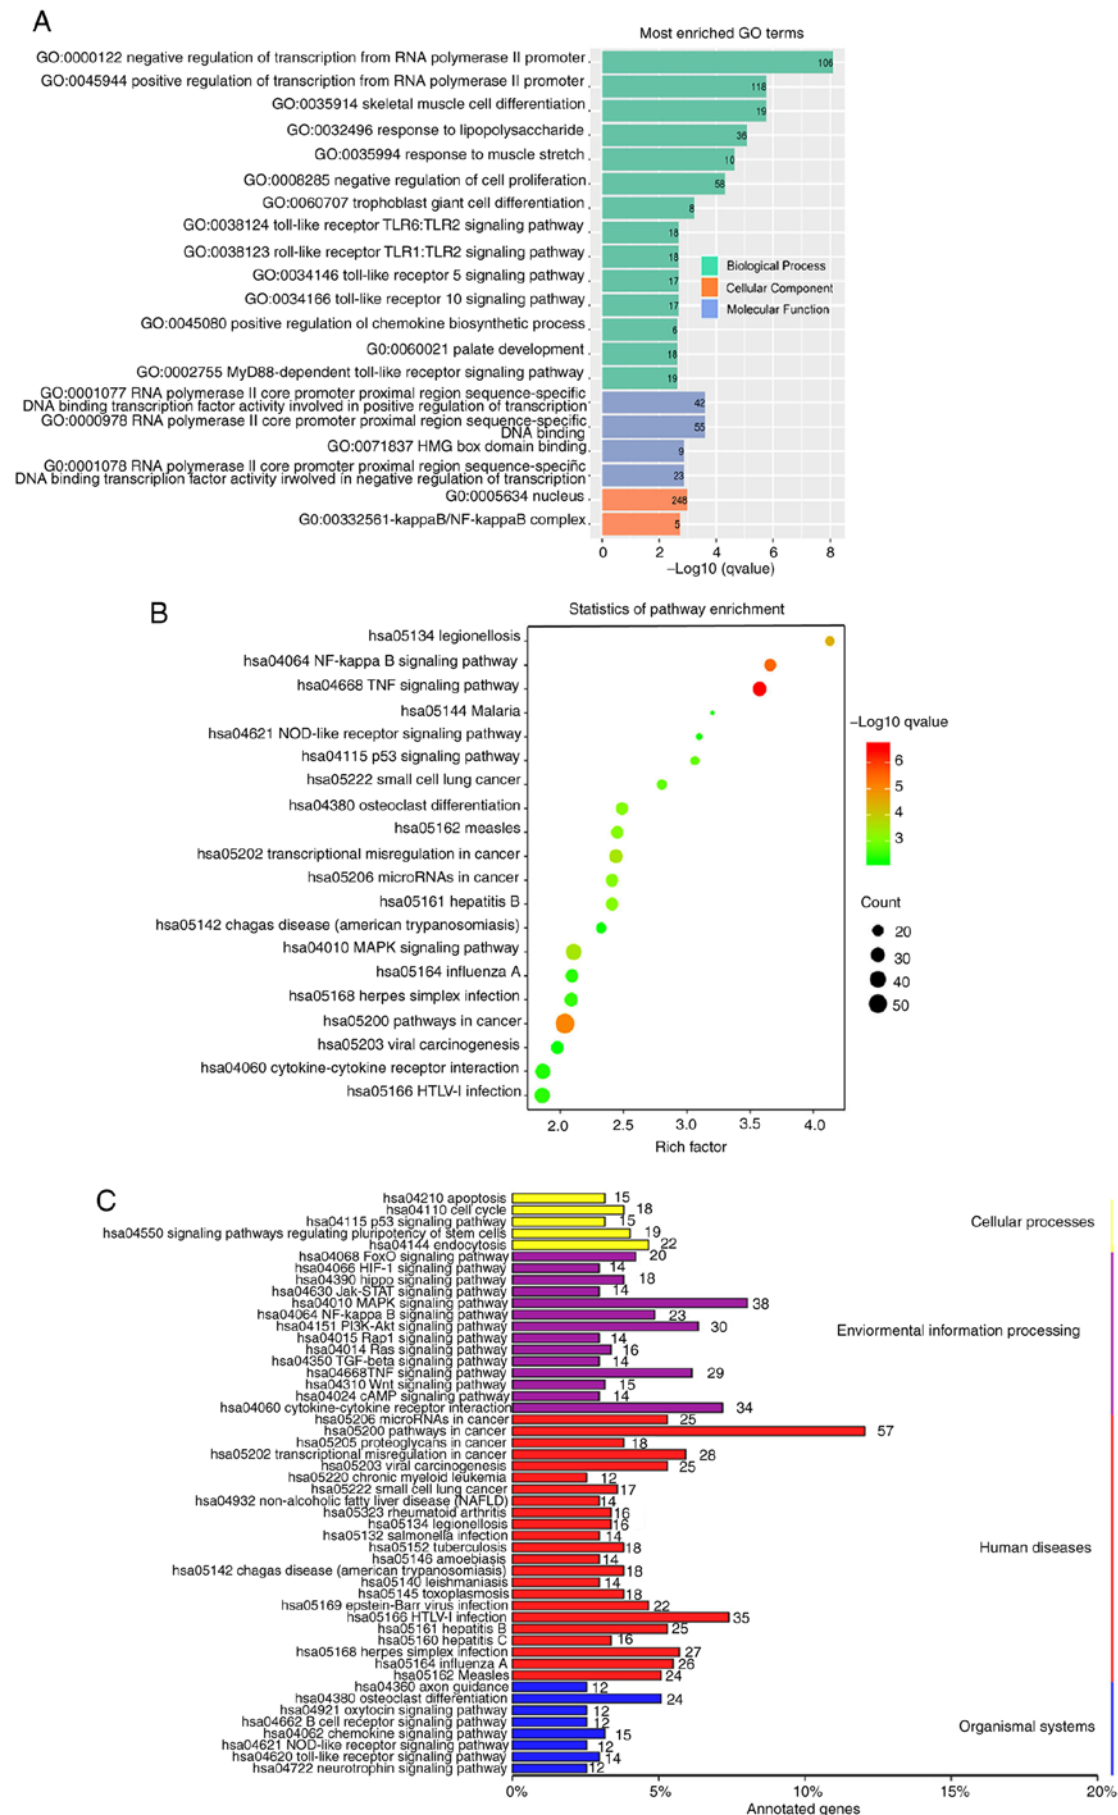 A
Most enriched GO terms
GO:0000122 negative regulation of transcription from RNA polymerase II promoter
106
GO:0045944 positive regulation of transcription from RNA polymerase II promoter
118
GO:0035914 skeletal muscle cell differentiation
19
GO:0032496 response to lipopolysaccharide
36
GO:0035994 response to muscle stretch
10
GO:0008285 negative regulation of cell proliferation
58
GO:0060707 trophoblast giant cell differentiation
8
GO:0038124 toll-like receptor TLR6:TLR2 signaling pathway
18
GO:0038123 roll-like receptor TLR1:TLR2 signaling pathway
18
GO:0034146 toll-like receptor 5 signaling pathway
17
GO:0034166 toll-like receptor 10 signaling pathway
17
GO:0045080 positive regulation of chemokine biosynthetic process
6
G0:0060021 palate development
18
GO:0002755 MyD88-dependent toll-like receptor signaling pathway
19
GO:0001077 RNA polymerase II core promoter proximal region sequence-specific
DNA binding transcription factor activity involved in positive regulation of transcription
42
GO:0000978 RNA polymerase II core promoter proximal region sequence-specific
DNA binding
55
GO:0071837 HMG box domain binding
9
G0:0001078 RNA polymerase II core promoter proximal region sequence-specific
DNA binding transcriplion factor activity irwolved in negative regulation of transcription
23
G0:0005634 nucleus
248
G0:00332561-kappaB/NF-kappaB complex
5
Biological Process
Cellular Component
Molecular Function
0 2 4 6 8
−Log10 (qvalue)
B
Statistics of pathway enrichment
hsa05134 legionellosis
hsa04064 NF-kappa B signaling pathway
hsa04668 TNF signaling pathway
hsa05144 Malaria
hsa04621 NOD-like receptor signaling pathway
hsa04115 p53 signaling pathway
hsa05222 small cell lung cancer
hsa04380 osteoclast differentiation
hsa05162 measles
hsa05202 transcriptional misregulation in cancer
hsa05206 microRNAs in cancer
hsa05161 hepatitis B
hsa05142 chagas disease (american trypanosomiasis)
hsa04010 MAPK signaling pathway
hsa05164 influenza A
hsa05168 herpes simplex infection
hsa05200 pathways in cancer
hsa05203 viral carcinogenesis
hsa04060 cytokine-cytokine receptor interaction
hsa05166 HTLV-I infection
2.0 2.5 3.0 3.5 4.0
Rich factor
−Log10 qvalue
6
5
4
3
Count
20
30
40
50
C
hsa04210 apoptosis 15
hsa04110 cell cycle 18
hsa04115 p53 signaling pathway 15
hsa04550 signaling pathways regulating pluripotency of stem cells 19
hsa04144 endocytosis 22
hsa04068 FoxO signaling pathway 20
hsa04066 HIF-1 signaling pathway 14
hsa04390 hippo signaling pathway 18
hsa04630 Jak-STAT signaling pathway 14
hsa04010 MAPK signaling pathway 38
hsa04064 NF-kappa B signaling pathway 23
hsa04151 PI3K-Akt signaling pathway 30
hsa04015 Rap1 signaling pathway 14
hsa04014 Ras signaling pathway 16
hsa04350 TGF-beta signaling pathway 14
hsa04668TNF signaling pathway 29
hsa04310 Wnt signaling pathway 15
hsa04024 cAMP signaling pathway 14
hsa04060 cytokine-cytokine receptor interaction 34
hsa05206 microRNAs in cancer 25
hsa05200 pathways in cancer 57
hsa05205 proteoglycans in cancer 18
hsa05202 transcriptional misregulation in cancer 28
hsa05203 viral carcinogenesis 25
hsa05220 chronic myeloid leukemia 12
hsa05222 small cell lung cancer 17
hsa04932 non-alcoholic fatty liver disease (NAFLD) 14
hsa05323 rheumatoid arthritis 16
hsa05134 legionellosis 16
hsa05132 salmonella infection 14
hsa05152 tuberculosis 18
hsa05146 amoebiasis 14
hsa05142 chagas disease (american trypanosomiasis) 18
hsa05140 leishmaniasis 14
hsa05145 toxoplasmosis 18
hsa05169 epstein-Barr virus infection 22
hsa05166 HTLV-I infection 35
hsa05161 hepatitis B 25
hsa05160 hepatitis C 16
hsa05168 herpes simplex infection 27
hsa05164 influenza A 26
hsa05162 Measles 24
hsa04360 axon guidance 12
hsa04380 osteoclast differentiation 24
hsa04921 oxytocin signaling pathway 12
hsa04662 B cell receptor signaling pathway 12
hsa04062 chemokine signaling pathway 15
hsa04621 NOD-like receptor signaling pathway 12
hsa04620 toll-like receptor signaling pathway 14
hsa04722 neurotrophin signaling pathway 12
Cellular processes
Enviormental information processing
Human diseases
Organismal systems
0% 5% 10% 15% 20%
Annotated genes